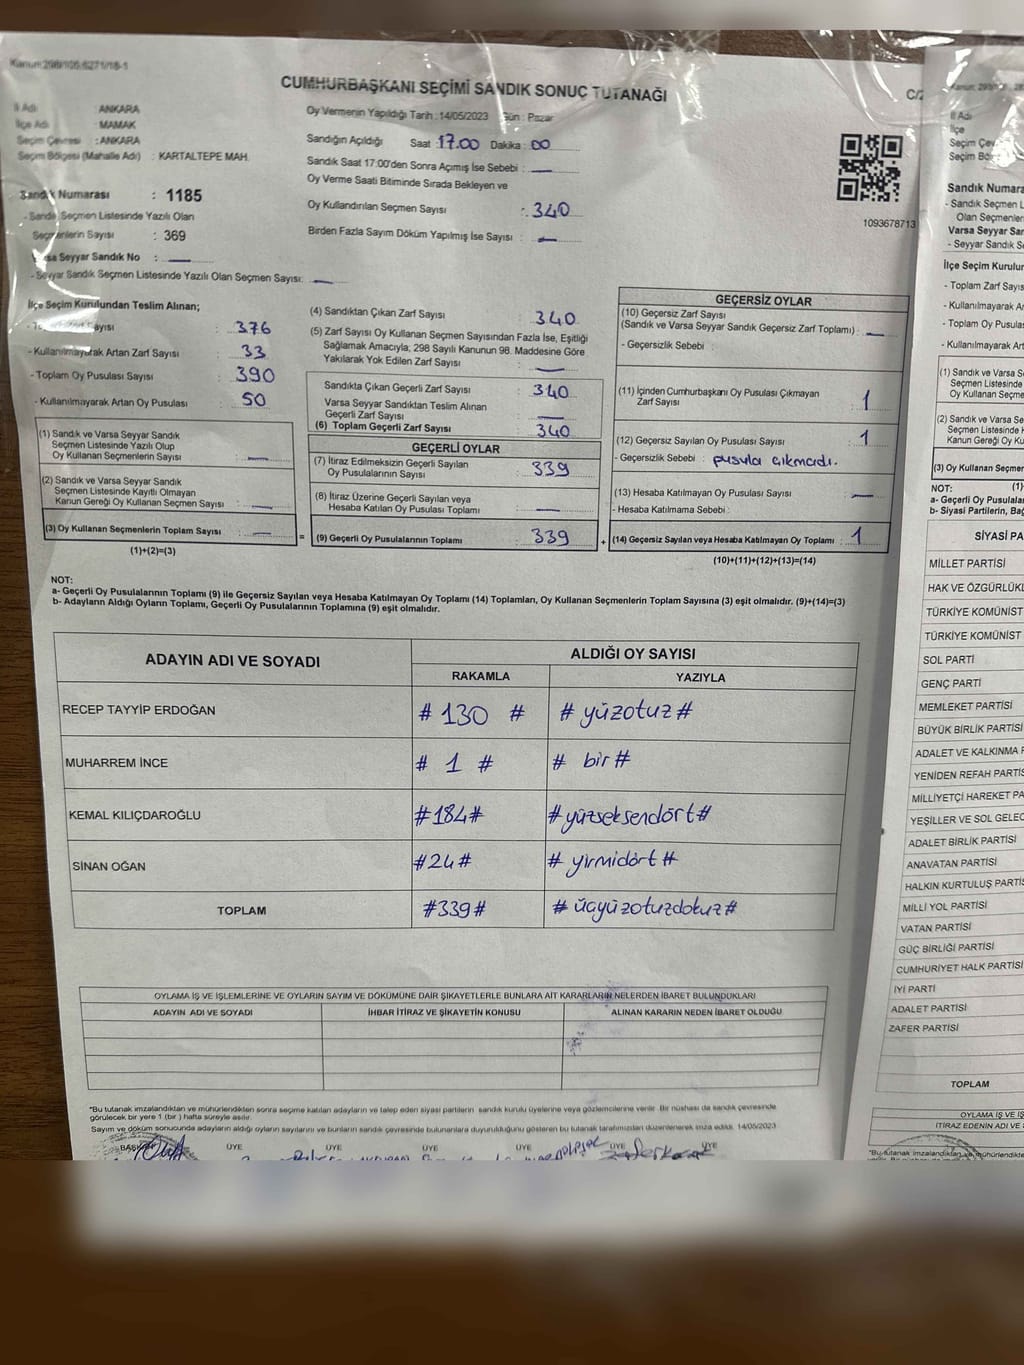 Kanun:298/106.6271/18-1
CUMHURBAŞKANI SEÇİMİ SANDIK SONUÇ TUTANAĞI
C/2
İl Adı : ANKARA
İlçe Adı : MAMAK
Seçim Çevresi : ANKARA
Seçim Bölgesi (Mahalle Adı) : KARTALTEPE MAH.
Sandık Numarası : 1185
- Sandık Seçmen Listesinde Yazılı Olan
Seçmenlerin Sayısı : 369
Varsa Seyyar Sandık No :
- Seyyar Sandık Seçmen Listesinde Yazılı Olan Seçmen Sayısı:
Oy Vermenin Yapıldığı Tarih : 14/05/2023 Gün : Pazar
Sandığın Açıldığı Saat : 17.00 Dakika : 00
Sandık Saat 17:00'den Sonra Açımış İse Sebebi :
Oy Verme Saati Bitiminde Sırada Bekleyen ve
Oy Kullandırılan Seçmen Sayısı : 340
Birden Fazla Sayım Döküm Yapılmış İse Sayısı :
1093678713
İlçe Seçim Kurulundan Teslim Alınan;
Sayısı : 376
- Kullanılmayarak Artan Zarf Sayısı : 33
- Toplam Oy Pusulası Sayısı : 390
- Kullanılmayarak Artan Oy Pusulası : 50
(1) Sandık ve Varsa Seyyar Sandık
Seçmen Listesinde Yazılı Olup
Oy Kullanan Seçmenlerin Sayısı :
(2) Sandık ve Varsa Seyyar Sandık
Seçmen Listesinde Kayıtlı Olmayan
Kanun Gereği Oy Kullanan Seçmen Sayısı :
(3) Oy Kullanan Seçmenlerin Toplam Sayısı :
(1)+(2)=(3)
(4) Sandıktan Çıkan Zarf Sayısı : 340
(5) Zarf Sayısı Oy Kullanan Seçmen Sayısından Fazla İse, Eşitliği
Sağlamak Amacıyla; 298 Sayılı Kanunun 98. Maddesine Göre
Yakılarak Yok Edilen Zarf Sayısı :
Sandıkta Çıkan Geçerli Zarf Sayısı : 340
Varsa Seyyar Sandıktan Teslim Alınan
Geçerli Zarf Sayısı :
(6) Toplam Geçerli Zarf Sayısı : 340
GEÇERLİ OYLAR
(7) İtiraz Edilmeksizin Geçerli Sayılan
Oy Pusulalarının Sayısı : 339
(8) İtiraz Üzerine Geçerli Sayılan veya
Hesaba Katılan Oy Pusulası Toplamı :
= (9) Geçerli Oy Pusulalarının Toplamı : 339 +
GEÇERSİZ OYLAR
(10) Geçersiz Zarf Sayısı
(Sandık ve Varsa Seyyar Sandık Geçersiz Zarf Toplamı) :
- Geçersizlik Sebebi :
(11) İçinden Cumhurbaşkanı Oy Pusulası Çıkmayan
Zarf Sayısı : 1
(12) Geçersiz Sayılan Oy Pusulası Sayısı : 1
- Geçersizlik Sebebi : pusula çıkmadı.
(13) Hesaba Katılmayan Oy Pusulası Sayısı :
- Hesaba Katılmama Sebebi :
(14) Geçersiz Sayılan veya Hesaba Katılmayan Oy Toplamı : 1
(10)+(11)+(12)+(13)=(14)
NOT:
a- Geçerli Oy Pusulalarının Toplamı (9) ile Geçersiz Sayılan veya Hesaba Katılmayan Oy Toplamı (14) Toplamları, Oy Kullanan Seçmenlerin Toplam Sayısına (3) eşit olmalıdır. (9)+(14)=(3)
b- Adayların Aldığı Oyların Toplamı, Geçerli Oy Pusulalarının Toplamına (9) eşit olmalıdır.
ADAYIN ADI VE SOYADI ALDIĞI OY SAYISI
RAKAMLA YAZIYLA
RECEP TAYYİP ERDOĞAN # 130 # # yüzotuz #
MUHARREM İNCE # 1 # # bir #
KEMAL KILIÇDAROĞLU #184# #yüzseksendört#
SİNAN OĞAN #24# # yirmidört #
TOPLAM #339# # üçyüzotuzdokuz#
OYLAMA İŞ VE İŞLEMLERİNE VE OYLARIN SAYIM VE DÖKÜMÜNE DAİR ŞİKAYETLERLE BUNLARA AİT KARARLARIN NELERDEN İBARET BULUNDUKLARI
ADAYIN ADI VE SOYADI İHBAR İTİRAZ VE ŞİKAYETİN KONUSU ALINAN KARARIN NEDEN İBARET OLDUĞU
*Bu tutanak imzalandıktan ve mühürlendikten sonra seçime katılan adayların ve talep eden siyasi partilerin sandık kurulu üyelerine veya gözlemcilerine verilir. Bir nüshası da sandık çevresinde
görülecek bir yere 1 (bir) hafta süreyle asılır.
Sayım ve döküm sonucunda adayların aldığı oyların sayılarını ve bunların sandık çevresinde bulunanlara duyurulduğunu gösteren bu tutanak tarafımızdan düzenlenerek imza edildi. 14/05/2023
BAŞKAN ÜYE ÜYE ÜYE ÜYE ÜYE ÜYE
İl Adı
İlçe
Seçim Çev
Seçim Böl
Sandık Numara
- Sandık Seçmen L
Olan Seçmenler
Varsa Seyyar Sar
- Seyyar Sandık S
İlçe Seçim Kurulur
- Toplam Zarf Sayıs
- Kullanılmayarak
- Toplam Oy Pusula
- Kullanılmayarak Ar
(1) Sandık ve Varsa S
Seçmen Listesinde
Oy Kullanan Seçme
(2) Sandık ve Varsa Se
Seçmen Listesinde
Kanun Gereği Oy Ku
(3) Oy Kullanan Seçmer
NOT: (1)
a- Geçerli Oy Pusulalar
b- Siyasi Partilerin, Bağ
SİYASİ PA
MİLLET PARTİSİ
HAK VE ÖZGÜRLÜKL
TÜRKİYE KOMÜNİST
TÜRKİYE KOMÜNİST
SOL PARTİ
GENÇ PARTİ
MEMLEKET PARTİSİ
BÜYÜK BİRLİK PARTİSİ
ADALET VE KALKINMA P
YENİDEN REFAH PARTİS
MİLLİYETÇİ HAREKET PA
YEŞİLLER VE SOL GELEC
ADALET BİRLİK PARTİSİ
ANAVATAN PARTİSİ
HALKIN KURTULUŞ PARTİS
MİLLİ YOL PARTİSİ
VATAN PARTİSİ
GÜÇ BİRLİĞİ PARTİSİ
CUMHURİYET HALK PARTİSİ
İYİ PARTİ
ADALET PARTİSİ
ZAFER PARTİSİ
TOPLAM
OYLAMA İŞ VE İŞ
İTİRAZ EDENİN ADI VE
*Bu tutanak imzalandıktan ve mühürlendikte